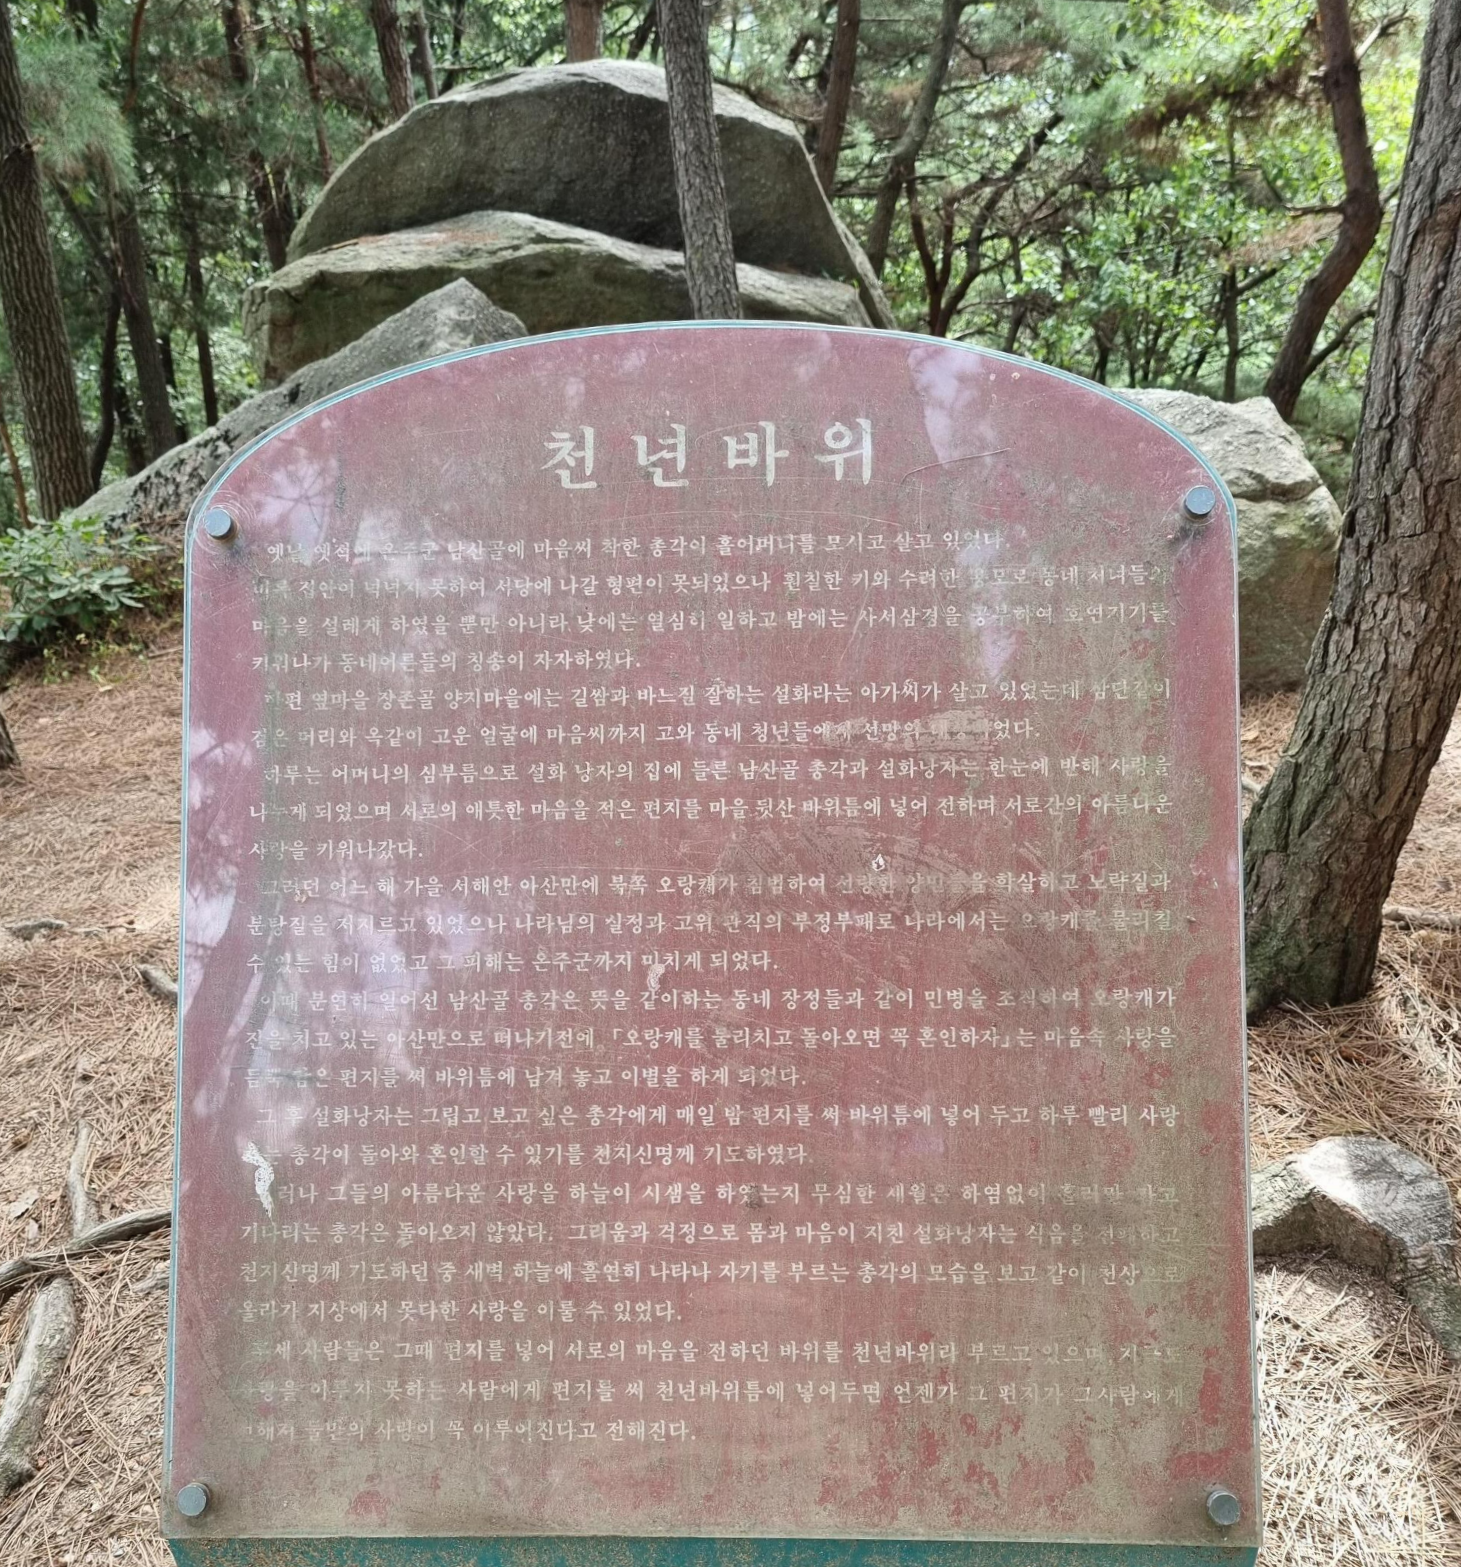 천년바위
옛날 옛적에 온주군 남산골에 마음씨 착한 총각이 홀어머니를 모시고 살고 있었다.
집안이 넉넉지 못하여 서당에 나갈 형편이 못되었으나 훤칠한 키와 수려한 용모로 동네 처녀들의
마음을 설레게 하였을 뿐만 아니라 낮에는 열심히 일하고 밤에는 사서삼경을 공부하여 호연지기를
키워나가 동네어른들의 칭송이 자자하였다.
한편 옆마을 장존골 양지마을에는 길쌈과 바느질 잘하는 설화라는 아가씨가 살고 있었는데 삼단같이
검은 머리와 옥같이 고운 얼굴에 마음씨까지 고와 동네 청년들에게 선망의 대상이었다.
하루는 어머니의 심부름으로 설화 낭자의 집에 들른 남산골 총각과 설화낭자는 한눈에 반해 사랑을
나누게 되었으며 서로의 애틋한 마음을 적은 편지를 마을 뒷산 바위틈에 넣어 전하며 서로간의 아름다운
사랑을 키워나갔다.
그러던 어느 해 가을 서해안 아산만에 북쪽 오랑캐가 침범하여 선량한 양민들을 학살하고 노략질과
분탕질을 저지르고 있었으나 나라님의 실정과 고위 관직의 부정부패로 나라에서는 오랑캐를 물리칠
수 있는 힘이 없었고 그 피해는 온주군까지 미치게 되었다.
이때 분연히 일어선 남산골 총각은 뜻을 같이하는 동네 장정들과 같이 민병을 조직하여 오랑캐가
진을 치고 있는 아산만으로 떠나기전에 「오랑캐를 물리치고 돌아오면 꼭 혼인하자」는 마음속 사랑을
듬뿍 담은 편지를 써 바위틈에 남겨 놓고 이별을 하게 되었다.
그 후 설화낭자는 그립고 보고 싶은 총각에게 매일 밤 편지를 써 바위틈에 넣어 두고 하루 빨리 사랑
하는 총각이 돌아와 혼인할 수 있기를 천지신명께 기도하였다.
그러나 그들의 아름다운 사랑을 하늘이 시샘을 하였는지 무심한 세월은 하염없이 흘러만 가고
기다리는 총각은 돌아오지 않았다. 그리움과 걱정으로 몸과 마음이 지친 설화낭자는 식음을 전폐하고
천지신명께 기도하던 중 새벽 하늘에 홀연히 나타나 자기를 부르는 총각의 모습을 보고 같이 천상으로
올라가 지상에서 못다한 사랑을 이룰 수 있었다.
후세 사람들은 그때 편지를 넣어 서로의 마음을 전하던 바위를 천년바위라 부르고 있으며 지금도
사랑을 이루지 못하는 사람에게 편지를 써 천년바위틈에 넣어두면 언젠가 그 편지가 그사람에게
전해져 둘만의 사랑이 꼭 이루어진다고 전해진다.